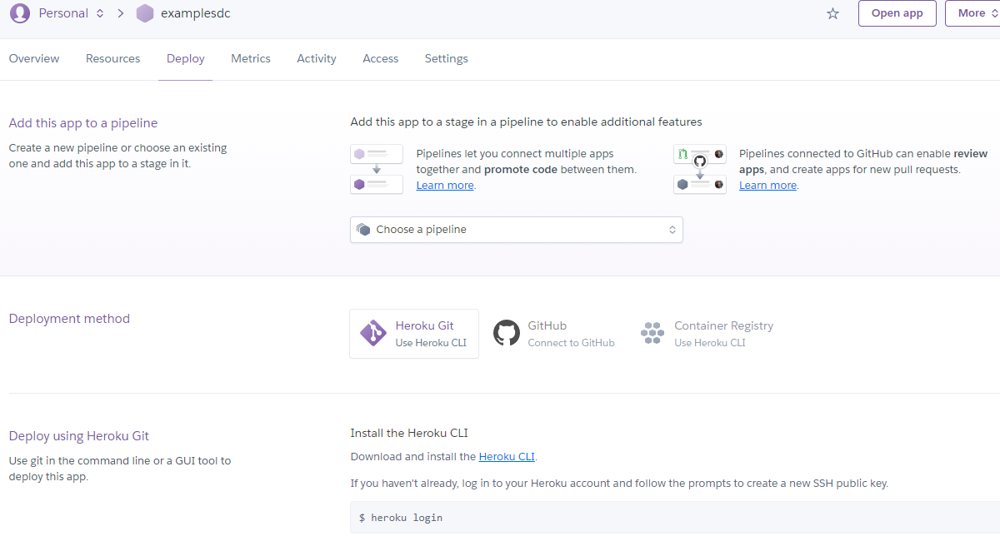 Personal examplesdc Open app More
Overview Resources Deploy Metrics Activity Access Settings
Add this app to a pipeline
Create a new pipeline or choose an existing
one and add this app to a stage in it.
Add this app to a stage in a pipeline to enable additional features
Pipelines let you connect multiple apps
together and promote code between them.
Learn more.
Pipelines connected to GitHub can enable review
apps, and create apps for new pull requests.
Learn more.
Choose a pipeline
Deployment method
Heroku Git
Use Heroku CLI
GitHub
Connect to GitHub
Container Registry
Use Heroku CLI
Deploy using Heroku Git
Use git in the command line or a GUI tool to
deploy this app.
Install the Heroku CLI
Download and install the Heroku CLI.
If you haven't already, log in to your Heroku account and follow the prompts to create a new SSH public key.
$ heroku login